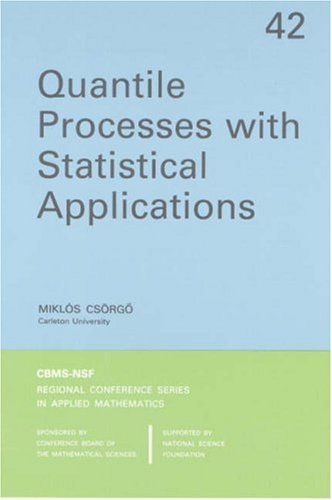 42
Quantile
Processes with
Statistical
Applications
MIKLÓS CSÖRGŐ
Carleton University
CBMS-NSF
REGIONAL CONFERENCE SERIES
IN APPLIED MATHEMATICS
SPONSORED BY
CONFERENCE BOARD OF
THE MATHEMATICAL SCIENCES
SUPPORTED BY
NATIONAL SCIENCE
FOUNDATION